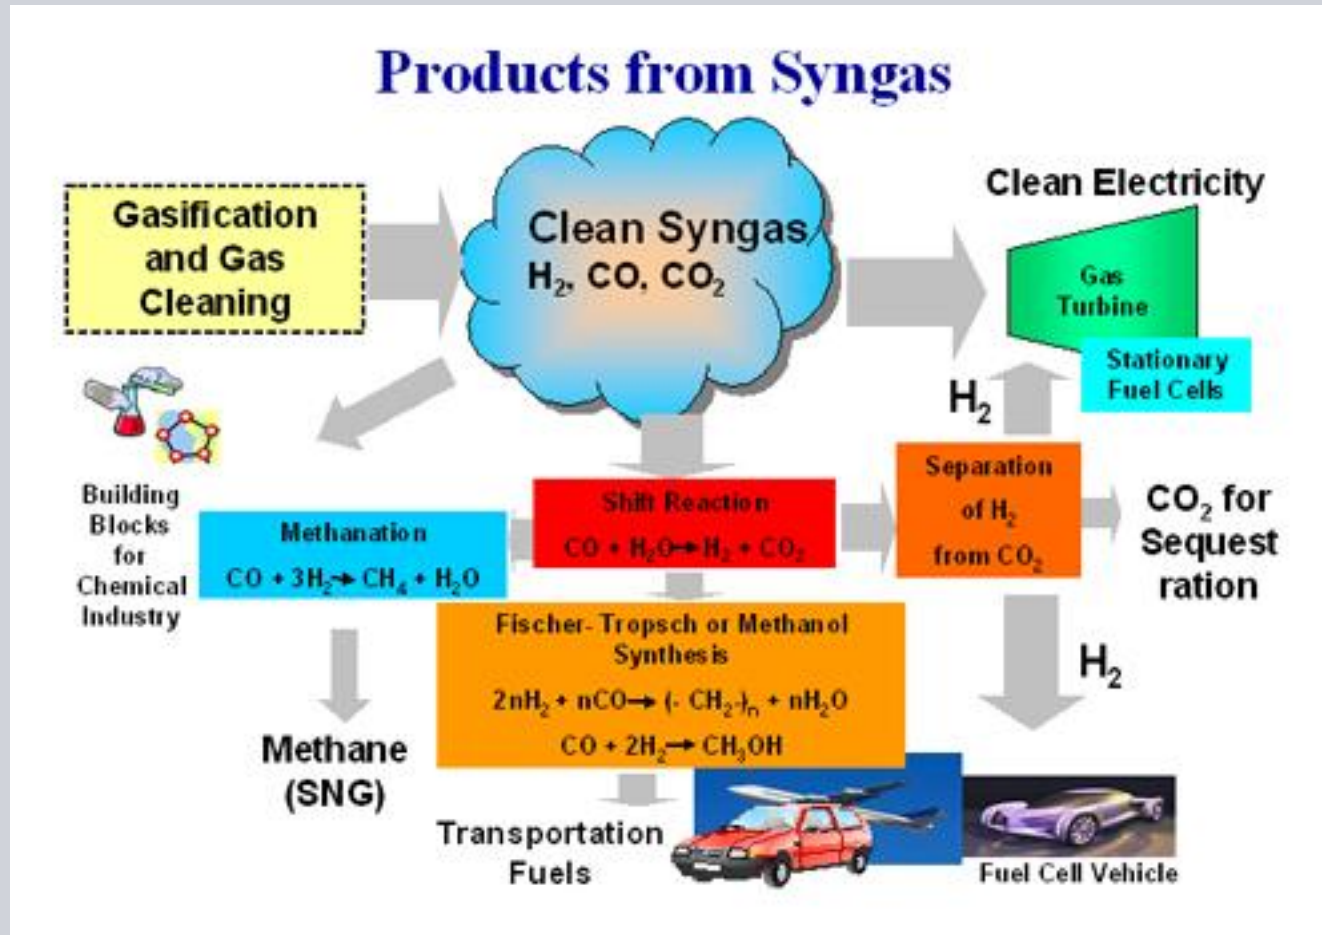 Products from Syngas
Gasification
and Gas
Cleaning
Clean Syngas
H₂, CO, CO₂
Clean Electricity
Gas
Turbine
Stationary
Fuel Cells
H₂
Building
Blocks
for
Chemical
Industry
Methanation
CO + 3H₂→ CH₄ + H₂O
Shift Reaction
CO + H₂O→ H₂ + CO₂
Separation
of H₂
from CO₂
CO₂ for
Sequest
ration
Fischer- Tropsch or Methanol
Synthesis
2nH₂ + nCO→ (- CH₂-)ₙ + nH₂O
CO + 2H₂→ CH₃OH
H₂
Methane
(SNG)
Transportation
Fuels
Fuel Cell Vehicle